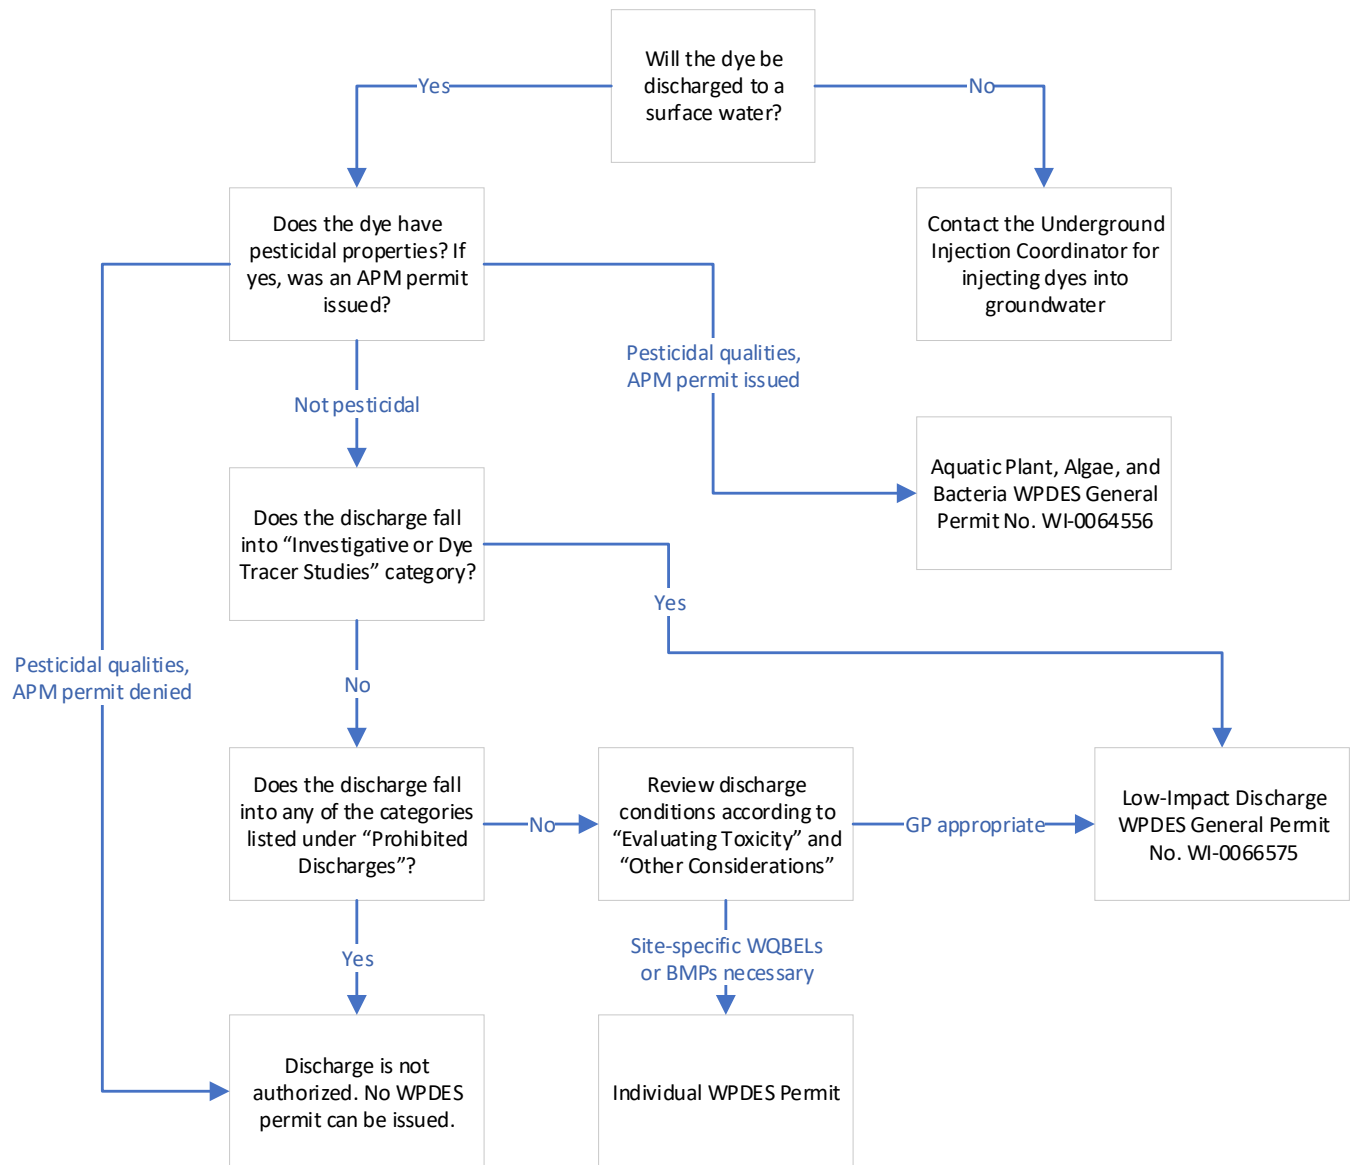 Will the dye be
discharged to a
surface water?
Yes
No
Does the dye have
pesticidal properties? If
yes, was an APM permit
issued?
Contact the Underground
Injection Coordinator for
injecting dyes into
groundwater
Pesticidal qualities,
APM permit issued
Not pesticidal
Aquatic Plant, Algae, and
Bacteria WPDES General
Permit No. WI-0064556
Does the discharge fall
into “Investigative or Dye
Tracer Studies” category?
Yes
Pesticidal qualities,
APM permit denied
No
Does the discharge fall
into any of the categories
listed under “Prohibited
Discharges”?
No
Review discharge
conditions according to
“Evaluating Toxicity” and
“Other Considerations”
GP appropriate
Low-Impact Discharge
WPDES General Permit
No. WI-0066575
Yes
Site-specific WQBELs
or BMPs necessary
Discharge is not
authorized. No WPDES
permit can be issued.
Individual WPDES Permit